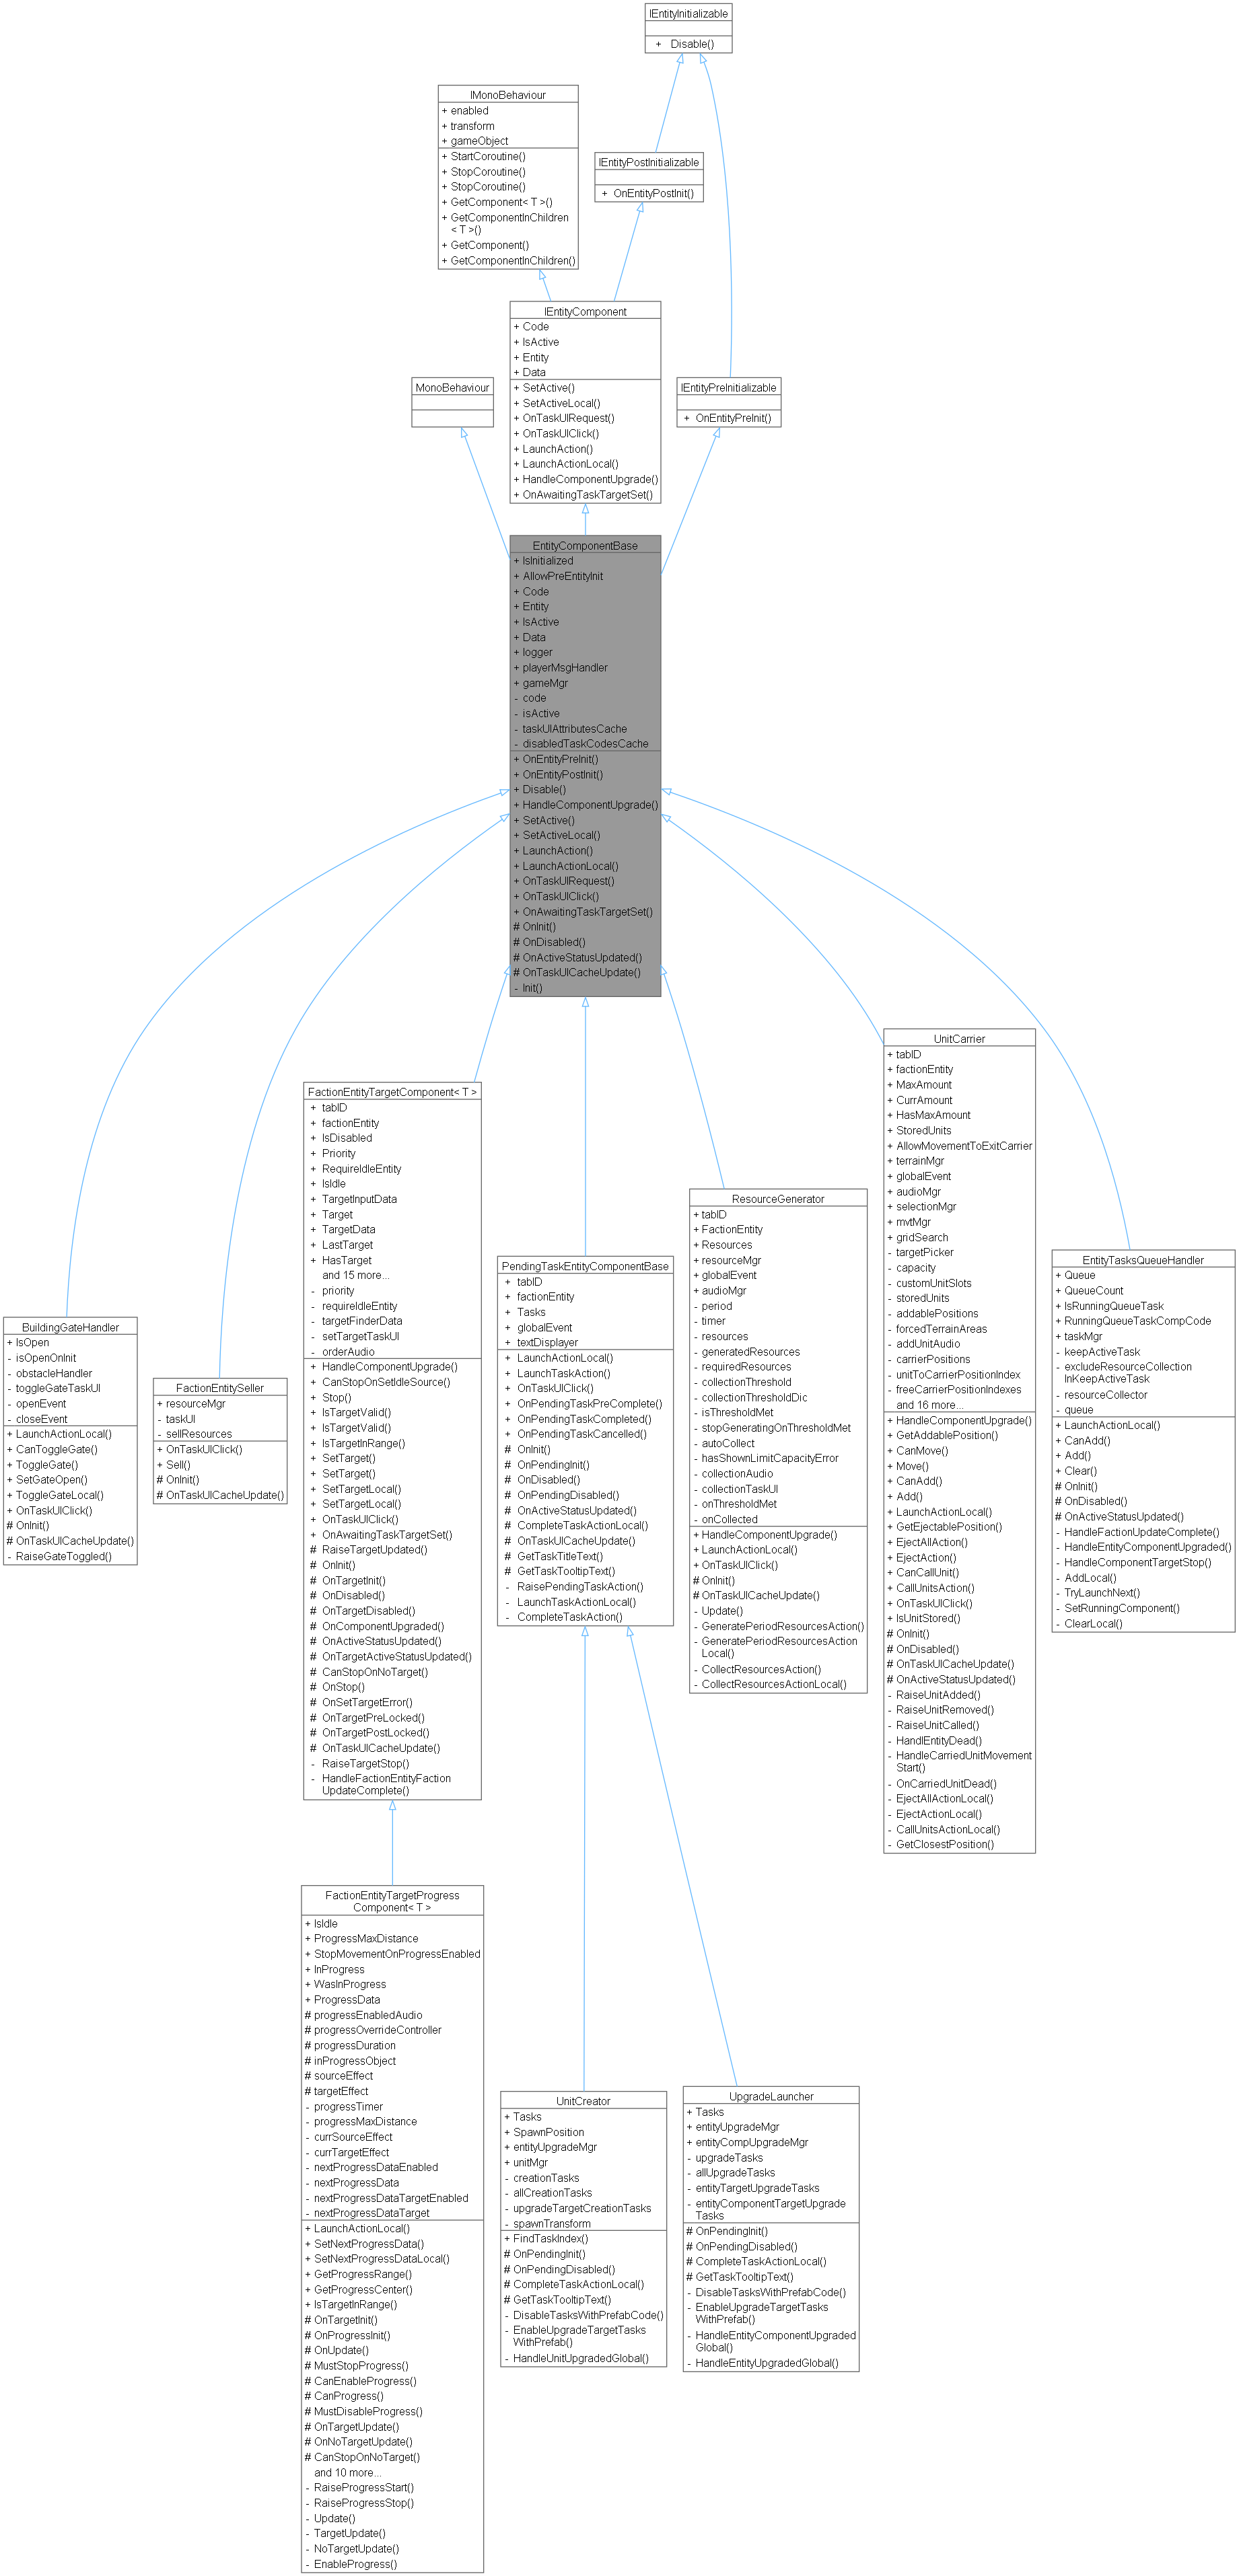 IEntityInitializable
+ Disable()
IMonoBehaviour
+ enabled
+ transform
+ gameObject
+ StartCoroutine()
+ StopCoroutine()
+ StopCoroutine()
+ GetComponent< T >()
+ GetComponentInChildren
< T >()
+ GetComponent()
+ GetComponentInChildren()
IEntityPostInitializable
+ OnEntityPostInit()
IEntityComponent
+ Code
+ IsActive
+ Entity
+ Data
+ SetActive()
+ SetActiveLocal()
+ OnTaskUIRequest()
+ OnTaskUIClick()
+ LaunchAction()
+ LaunchActionLocal()
+ HandleComponentUpgrade()
+ OnAwaitingTaskTargetSet()
MonoBehaviour
IEntityPreInitializable
+ OnEntityPreInit()
EntityComponentBase
+ IsInitialized
+ AllowPreEntityInit
+ Code
+ Entity
+ IsActive
+ Data
+ logger
+ playerMsgHandler
+ gameMgr
- code
- isActive
- taskUIAttributesCache
- disabledTaskCodesCache
+ OnEntityPreInit()
+ OnEntityPostInit()
+ Disable()
+ HandleComponentUpgrade()
+ SetActive()
+ SetActiveLocal()
+ LaunchAction()
+ LaunchActionLocal()
+ OnTaskUIRequest()
+ OnTaskUIClick()
+ OnAwaitingTaskTargetSet()
# OnInit()
# OnDisabled()
# OnActiveStatusUpdated()
# OnTaskUICacheUpdate()
- Init()
BuildingGateHandler
+ IsOpen
- isOpenOnInit
- obstacleHandler
- toggleGateTaskUI
- openEvent
- closeEvent
+ LaunchActionLocal()
+ CanToggleGate()
+ ToggleGate()
+ SetGateOpen()
+ ToggleGateLocal()
+ OnTaskUIClick()
# OnInit()
# OnTaskUICacheUpdate()
- RaiseGateToggled()
FactionEntitySeller
+ resourceMgr
- taskUI
- sellResources
+ OnTaskUIClick()
+ Sell()
# OnInit()
# OnTaskUICacheUpdate()
FactionEntityTargetComponent< T >
+ tabID
+ factionEntity
+ IsDisabled
+ Priority
+ RequireIdleEntity
+ IsIdle
+ TargetInputData
+ Target
+ TargetData
+ LastTarget
+ HasTarget
and 15 more...
- priority
- requireIdleEntity
- targetFinderData
- setTargetTaskUI
- orderAudio
+ HandleComponentUpgrade()
+ CanStopOnSetIdleSource()
+ Stop()
+ IsTargetValid()
+ IsTargetValid()
+ IsTargetInRange()
+ SetTarget()
+ SetTarget()
+ SetTargetLocal()
+ SetTargetLocal()
+ OnTaskUIClick()
+ OnAwaitingTaskTargetSet()
# RaiseTargetUpdated()
# OnInit()
# OnTargetInit()
# OnDisabled()
# OnTargetDisabled()
# OnComponentUpgraded()
# OnActiveStatusUpdated()
# OnTargetActiveStatusUpdated()
# CanStopOnNoTarget()
# OnStop()
# OnSetTargetError()
# OnTargetPreLocked()
# OnTargetPostLocked()
# OnTaskUICacheUpdate()
- RaiseTargetStop()
- HandleFactionEntityFaction
UpdateComplete()
PendingTaskEntityComponentBase
+ tabID
+ factionEntity
+ Tasks
+ globalEvent
+ textDisplayer
+ LaunchActionLocal()
+ LaunchTaskAction()
+ OnTaskUIClick()
+ OnPendingTaskPreComplete()
+ OnPendingTaskCompleted()
+ OnPendingTaskCancelled()
# OnInit()
# OnPendingInit()
# OnDisabled()
# OnPendingDisabled()
# OnActiveStatusUpdated()
# CompleteTaskActionLocal()
# OnTaskUICacheUpdate()
# GetTaskTitleText()
# GetTaskTooltipText()
- RaisePendingTaskAction()
- LaunchTaskActionLocal()
- CompleteTaskAction()
ResourceGenerator
+ tabID
+ FactionEntity
+ Resources
+ resourceMgr
+ globalEvent
+ audioMgr
- period
- timer
- resources
- generatedResources
- requiredResources
- collectionThreshold
- collectionThresholdDic
- isThresholdMet
- stopGeneratingOnThresholdMet
- autoCollect
- hasShownLimitCapacityError
- collectionAudio
- collectionTaskUI
- onThresholdMet
- onCollected
+ HandleComponentUpgrade()
+ LaunchActionLocal()
+ OnTaskUIClick()
# OnInit()
# OnTaskUICacheUpdate()
- Update()
- GeneratePeriodResourcesAction()
- GeneratePeriodResourcesAction
Local()
- CollectResourcesAction()
- CollectResourcesActionLocal()
UnitCarrier
+ tabID
+ factionEntity
+ MaxAmount
+ CurrAmount
+ HasMaxAmount
+ StoredUnits
+ AllowMovementToExitCarrier
+ terrainMgr
+ globalEvent
+ audioMgr
+ selectionMgr
+ mvtMgr
+ gridSearch
- targetPicker
- capacity
- customUnitSlots
- storedUnits
- addablePositions
- forcedTerrainAreas
- addUnitAudio
- carrierPositions
- unitToCarrierPositionIndex
- freeCarrierPositionIndexes
and 16 more...
+ HandleComponentUpgrade()
+ GetAddablePosition()
+ CanMove()
+ Move()
+ CanAdd()
+ Add()
+ LaunchActionLocal()
+ GetEjectablePosition()
+ EjectAllAction()
+ EjectAction()
+ CanCallUnit()
+ CallUnitsAction()
+ OnTaskUIClick()
+ IsUnitStored()
# OnInit()
# OnDisabled()
# OnTaskUICacheUpdate()
# OnActiveStatusUpdated()
- RaiseUnitAdded()
- RaiseUnitRemoved()
- RaiseUnitCalled()
- HandlEntityDead()
- HandleCarriedUnitMovement
Start()
- OnCarriedUnitDead()
- EjectAllActionLocal()
- EjectActionLocal()
- CallUnitsActionLocal()
- GetClosestPosition()
EntityTasksQueueHandler
+ Queue
+ QueueCount
+ IsRunningQueueTask
+ RunningQueueTaskCompCode
+ taskMgr
- keepActiveTask
- excludeResourceCollection
InKeepActiveTask
- resourceCollector
- queue
+ LaunchActionLocal()
+ CanAdd()
+ Add()
+ Clear()
# OnInit()
# OnDisabled()
# OnActiveStatusUpdated()
- HandleFactionUpdateComplete()
- HandleEntityComponentUpgraded()
- HandleComponentTargetStop()
- AddLocal()
- TryLaunchNext()
- SetRunningComponent()
- ClearLocal()
FactionEntityTargetProgress
Component< T >
+ IsIdle
+ ProgressMaxDistance
+ StopMovementOnProgressEnabled
+ InProgress
+ WasInProgress
+ ProgressData
# progressEnabledAudio
# progressOverrideController
# progressDuration
# inProgressObject
# sourceEffect
# targetEffect
- progressTimer
- progressMaxDistance
- currSourceEffect
- currTargetEffect
- nextProgressDataEnabled
- nextProgressData
- nextProgressDataTargetEnabled
- nextProgressDataTarget
+ LaunchActionLocal()
+ SetNextProgressData()
+ SetNextProgressDataLocal()
+ GetProgressRange()
+ GetProgressCenter()
+ IsTargetInRange()
# OnTargetInit()
# OnProgressInit()
# OnUpdate()
# MustStopProgress()
# CanEnableProgress()
# CanProgress()
# MustDisableProgress()
# OnTargetUpdate()
# OnNoTargetUpdate()
# CanStopOnNoTarget()
and 10 more...
- RaiseProgressStart()
- RaiseProgressStop()
- Update()
- TargetUpdate()
- NoTargetUpdate()
- EnableProgress()
UnitCreator
+ Tasks
+ SpawnPosition
+ entityUpgradeMgr
+ unitMgr
- creationTasks
- allCreationTasks
- upgradeTargetCreationTasks
- spawnTransform
+ FindTaskIndex()
# OnPendingInit()
# OnPendingDisabled()
# CompleteTaskActionLocal()
# GetTaskTooltipText()
- DisableTasksWithPrefabCode()
- EnableUpgradeTargetTasks
WithPrefab()
- HandleUnitUpgradedGlobal()
UpgradeLauncher
+ Tasks
+ entityUpgradeMgr
+ entityCompUpgradeMgr
- upgradeTasks
- allUpgradeTasks
- entityTargetUpgradeTasks
- entityComponentTargetUpgrade
Tasks
# OnPendingInit()
# OnPendingDisabled()
# CompleteTaskActionLocal()
# GetTaskTooltipText()
- DisableTasksWithPrefabCode()
- EnableUpgradeTargetTasks
WithPrefab()
- HandleEntityComponentUpgraded
Global()
- HandleEntityUpgradedGlobal()